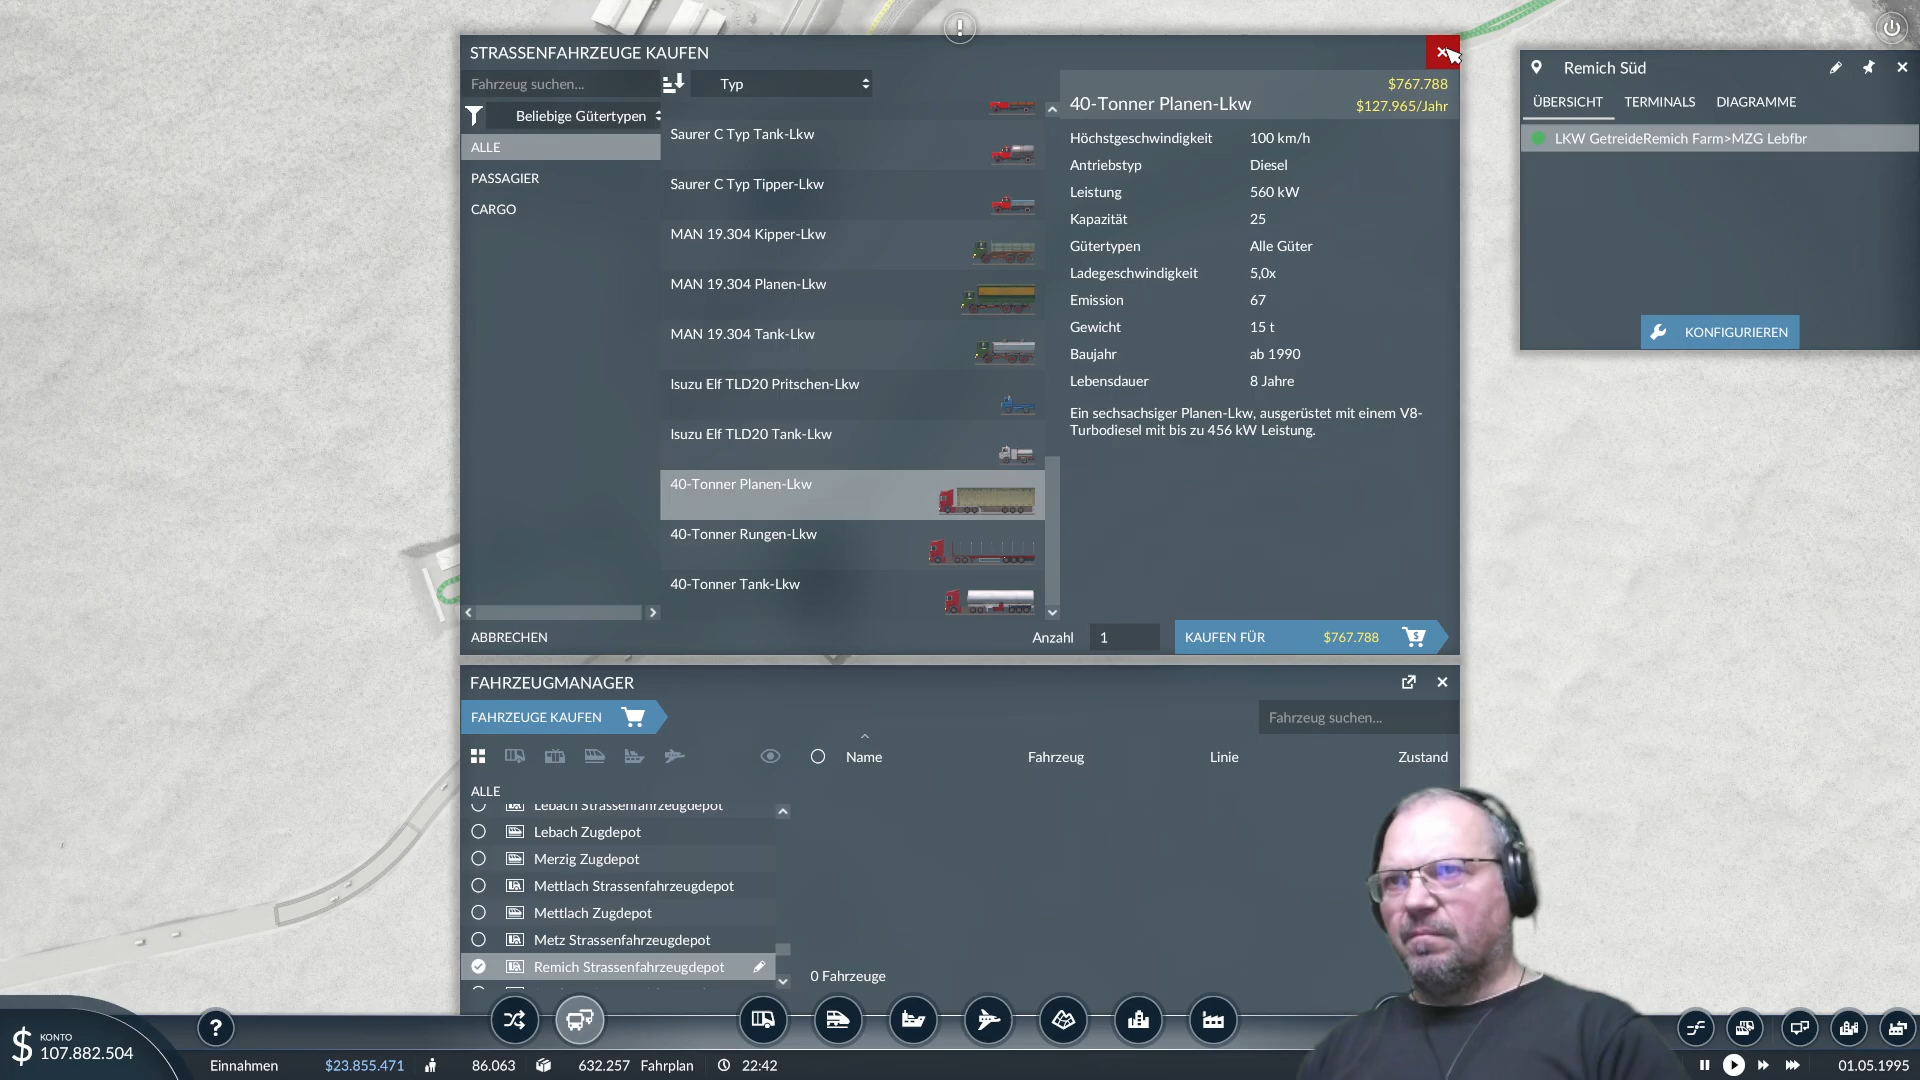 STRASSENFAHRZEUGE KAUFEN
Fahrzeug suchen...
Typ
Beliebige Gütertypen
ALLE
PASSAGIER
CARGO
Saurer C Typ Tank-Lkw
Saurer C Typ Tipper-Lkw
MAN 19.304 Kipper-Lkw
MAN 19.304 Planen-Lkw
MAN 19.304 Tank-Lkw
Isuzu Elf TLD20 Pritschen-Lkw
Isuzu Elf TLD20 Tank-Lkw
40-Tonner Planen-Lkw
40-Tonner Rungen-Lkw
40-Tonner Tank-Lkw
$767.788
40-Tonner Planen-Lkw
$127.965/Jahr
Höchstgeschwindigkeit 100 km/h
Antriebstyp Diesel
Leistung 560 kW
Kapazität 25
Gütertypen Alle Güter
Ladegeschwindigkeit 5,0x
Emission 67
Gewicht 15 t
Baujahr ab 1990
Lebensdauer 8 Jahre
Ein sechsachsiger Planen-Lkw, ausgerüstet mit einem V8-
Turbodiesel mit bis zu 456 kW Leistung.
ABBRECHEN
Anzahl 1
KAUFEN FÜR $767.788
Remich Süd
ÜBERSICHT TERMINALS DIAGRAMME
LKW GetreideRemich Farm>MZG Lebfbr
KONFIGURIEREN
FAHRZEUGMANAGER
FAHRZEUGE KAUFEN
Fahrzeug suchen...
Name Fahrzeug Linie Zustand
ALLE
Lebach Strassenfahrzeugdepot
Lebach Zugdepot
Merzig Zugdepot
Mettlach Strassenfahrzeugdepot
Mettlach Zugdepot
Metz Strassenfahrzeugdepot
Remich Strassenfahrzeugdepot
0 Fahrzeuge
?
$ KONTO
107.882.504
Einnahmen $23.855.471 86.063 632.257 Fahrplan 22:42
01.05.1995